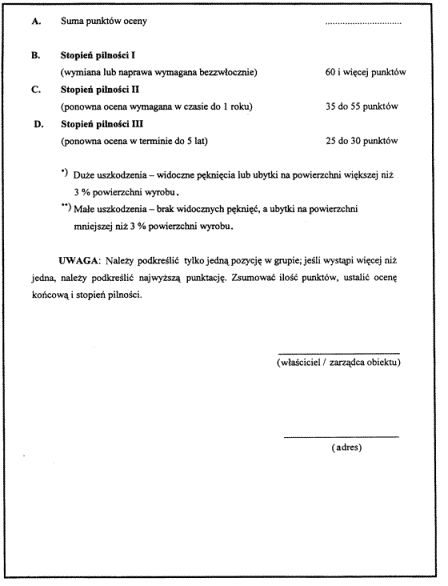 A. Suma punktów oceny ..............................
B. Stopień pilności I
(wymiana lub naprawa wymagana bezzwłocznie) 60 i więcej punktów
C. Stopień pilności II
(ponowna ocena wymagana w czasie do 1 roku) 35 do 55 punktów
D. Stopień pilności III
(ponowna ocena w terminie do 5 lat) 25 do 30 punktów
*) Duże uszkodzenia – widoczne pęknięcia lub ubytki na powierzchni większej niż
3 % powierzchni wyrobu.
**) Małe uszkodzenia – brak widocznych pęknięć, a ubytki na powierzchni
mniejszej niż 3 % powierzchni wyrobu.
UWAGA: Należy podkreślić tylko jedną pozycję w grupie; jeśli wystąpi więcej niż
jedna, należy podkreślić najwyższą punktację. Zsumować ilość punktów, ustalić ocenę
końcową i stopień pilności.
(właściciel / zarządca obiektu)
(adres)